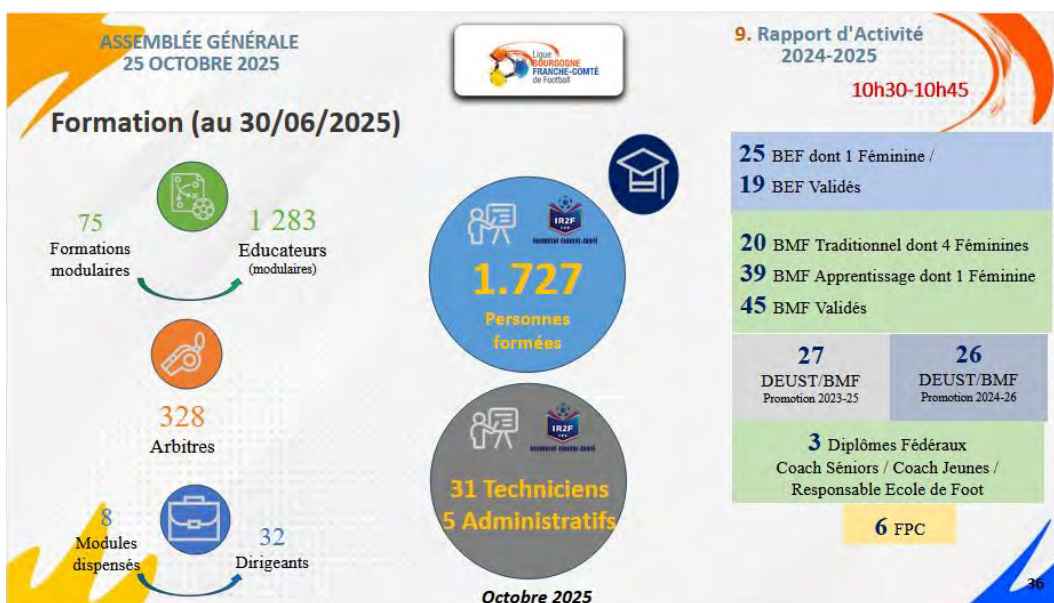 ASSEMBLÉE GÉNÉRALE
25 OCTOBRE 2025
Ligue
BOURGOGNE
FRANCHE-COMTÉ
de Football
9. Rapport d'Activité
2024-2025
10h30-10h45
Formation (au 30/06/2025)
75
Formations
modulaires
1 283
Educateurs
(modulaires)
328
Arbitres
8
Modules
dispensés
32
Dirigeants
IR2F
1.727
Personnes
formées
IR2F
31 Techniciens
5 Administratifs
Octobre 2025
25 BEF dont 1 Féminine /
19 BEF Validés
20 BMF Traditionnel dont 4 Féminines
39 BMF Apprentissage dont 1 Féminine
45 BMF Validés
27
DEUST/BMF
Promotion 2023-25
26
DEUST/BMF
Promotion 2024-26
3 Diplômes Fédéraux
Coach Séniors / Coach Jeunes /
Responsable Ecole de Foot
6 FPC
36